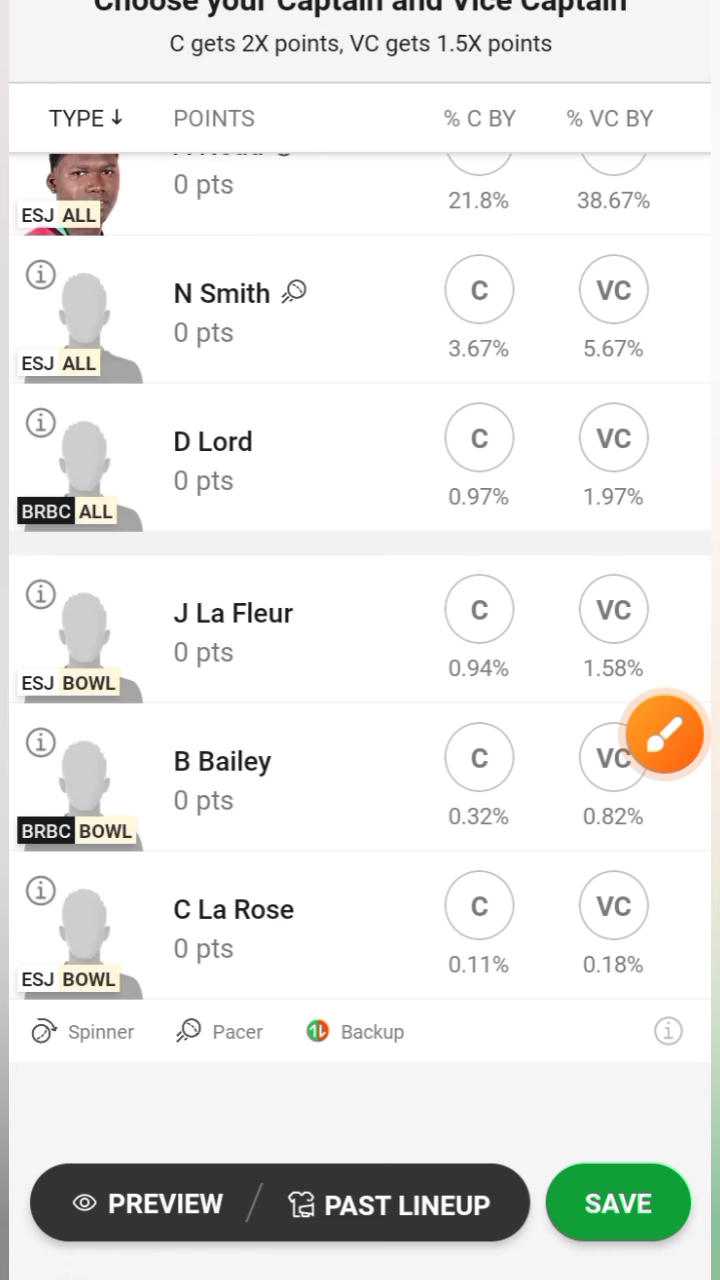 Choose your Captain and Vice Captain
C gets 2X points, VC gets 1.5X points
TYPE ↓ POINTS % C BY % VC BY
0 pts
ESJ ALL 21.8% 38.67%
N Smith C VC
0 pts
ESJ ALL 3.67% 5.67%
D Lord C VC
0 pts
BRBC ALL 0.97% 1.97%
J La Fleur C VC
0 pts
ESJ BOWL 0.94% 1.58%
B Bailey C VC
0 pts
BRBC BOWL 0.32% 0.82%
C La Rose C VC
0 pts
ESJ BOWL 0.11% 0.18%
Spinner Pacer Backup
PREVIEW / PAST LINEUP SAVE